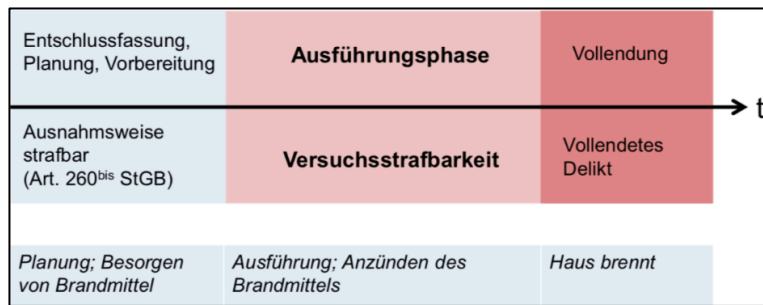 Entschlussfassung,
Planung, Vorbereitung
Ausführungsphase
Vollendung
t
Ausnahmsweise
strafbar
(Art. 260bis StGB)
Versuchsstrafbarkeit
Vollendetes
Delikt
Planung; Besorgen
von Brandmittel
Ausführung; Anzünden des
Brandmittels
Haus brennt